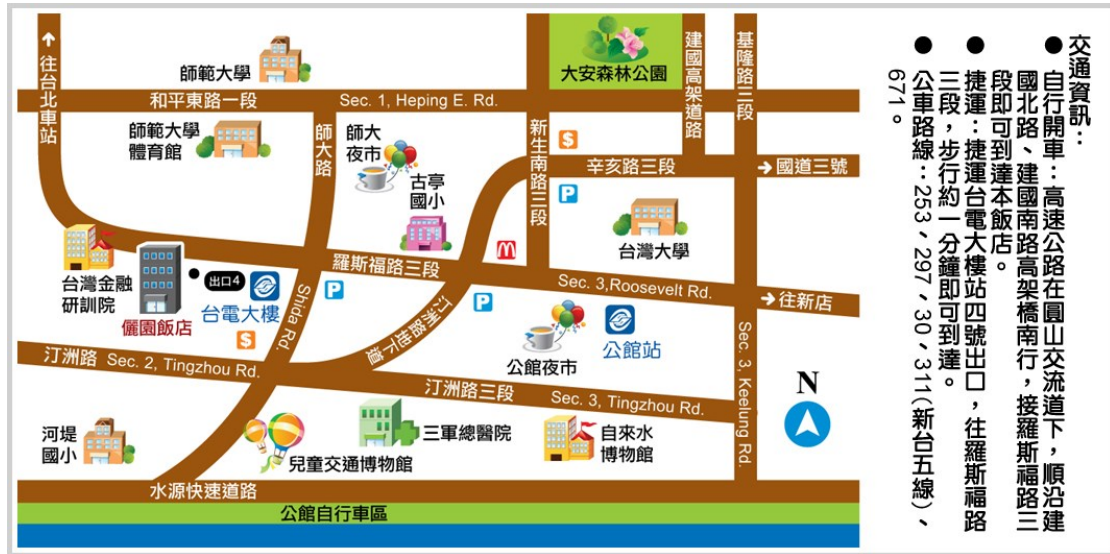 往台北車站
師範大學
和平東路一段 Sec. 1, Heping E. Rd.
師範大學
體育館
師大路
師大
夜市
古亭
國小
大安森林公園
新生南路三段
建國高架道路
基隆路三段
$
辛亥路三段
國道三號
P
台灣大學
台灣金融
研訓院
儷園飯店
出口4
台電大樓
$
羅斯福路三段 Sec. 3,Roosevelt Rd.
往新店
P
P
Shida Rd.
汀洲路地下道
公館夜市
公館站
Sec. 3, Keelung Rd.
汀洲路 Sec. 2, Tingzhou Rd.
汀洲路三段 Sec. 3, Tingzhou Rd.
N
河堤
國小
兒童交通博物館
三軍總醫院
自來水
博物館
水源快速道路
公館自行車區
交通資訊：
● 自行開車：高速公路在圓山交流道下，順沿建
國北路、建國南路高架橋南行，接羅斯福路三
段即可到達本飯店。
● 捷運：捷運台電大樓站四號出口，往羅斯福路
三段，步行約一分鐘即可到達。
● 公車路線：253、297、30、311(新台五線)、
671。